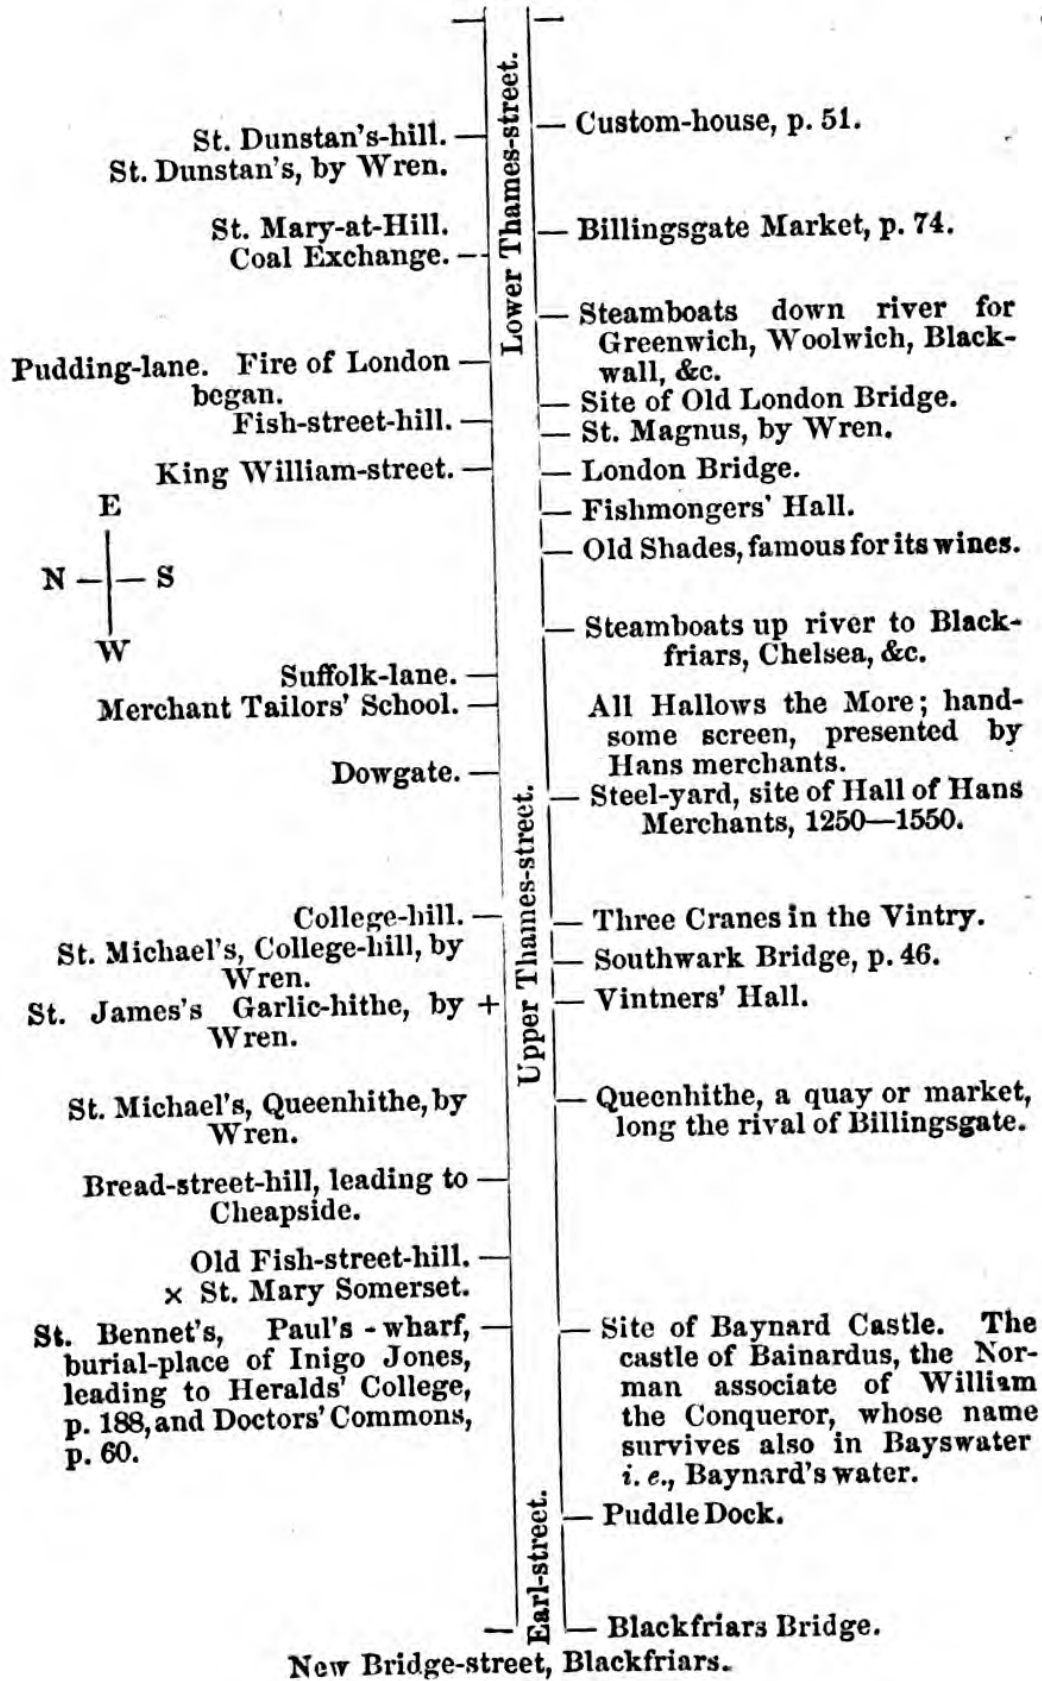 Lower Thames-street.
St. Dunstan's-hill.
St. Dunstan's, by Wren.
St. Mary-at-Hill.
Coal Exchange.
Pudding-lane. Fire of London
began.
Fish-street-hill.
King William-street.
E
N S
W
Suffolk-lane.
Merchant Tailors' School.
Dowgate.
College-hill.
St. Michael's, College-hill, by
Wren.
St. James's Garlic-hithe, by +
Wren.
St. Michael's, Queenhithe, by
Wren.
Bread-street-hill, leading to
Cheapside.
Old Fish-street-hill.
× St. Mary Somerset.
St. Bennet's, Paul's-wharf,
burial-place of Inigo Jones,
leading to Heralds' College,
p. 188, and Doctors' Commons,
p. 60.
Upper Thames-street.
Earl-street.
Custom-house, p. 51.
Billingsgate Market, p. 74.
Steamboats down river for
Greenwich, Woolwich, Black-
wall, &c.
Site of Old London Bridge.
St. Magnus, by Wren.
London Bridge.
Fishmongers' Hall.
Old Shades, famous for its wines.
Steamboats up river to Black-
friars, Chelsea, &c.
All Hallows the More; hand-
some screen, presented by
Hans merchants.
Steel-yard, site of Hall of Hans
Merchants, 1250—1550.
Three Cranes in the Vintry.
Southwark Bridge, p. 46.
Vintners' Hall.
Queenhithe, a quay or market,
long the rival of Billingsgate.
Site of Baynard Castle. The
castle of Bainardus, the Nor-
man associate of William
the Conqueror, whose name
survives also in Bayswater
i. e., Baynard's water.
Puddle Dock.
Blackfriars Bridge.
New Bridge-street, Blackfriars.